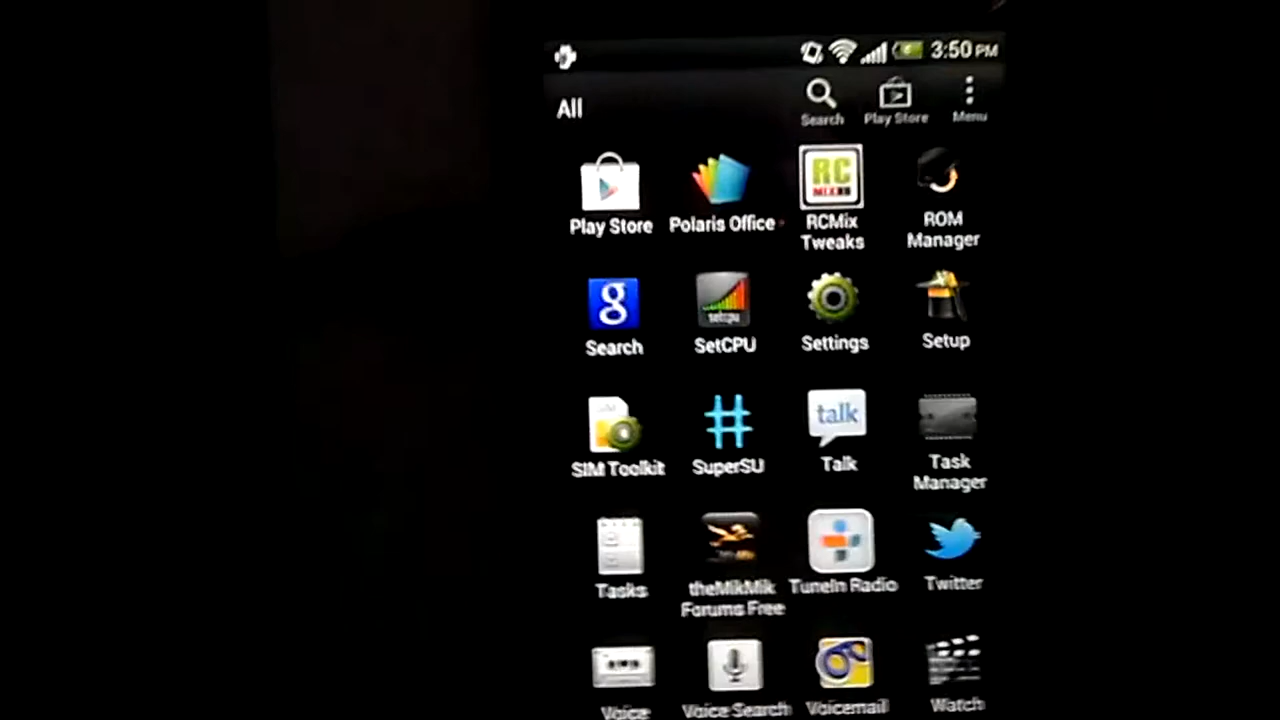 3:50 PM
All
Search
Play Store
Menu
RC
MIX3D
Play Store
Polaris Office
RCMix
Tweaks
ROM
Manager
g
setcpu
Search
SetCPU
Settings
Setup
talk
SIM Toolkit
SuperSU
Talk
Task
Manager
Tasks
theMikMik
Forums Free
TuneIn Radio
Twitter
Voice
Voice Search
Voicemail
Watch